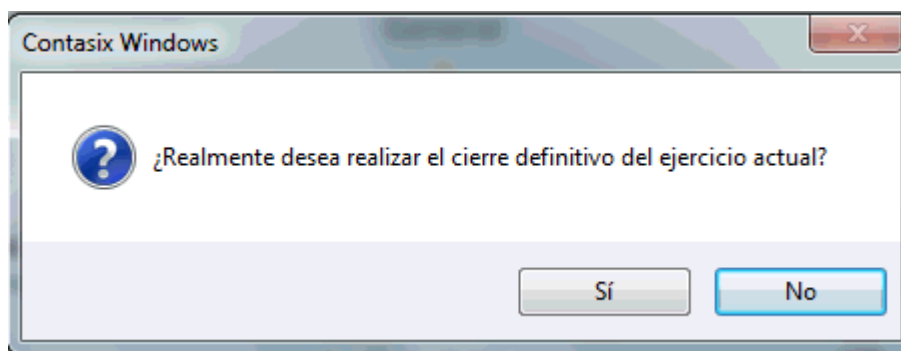 Contasix Windows
¿Realmente desea realizar el cierre definitivo del ejercicio actual?
Sí
No